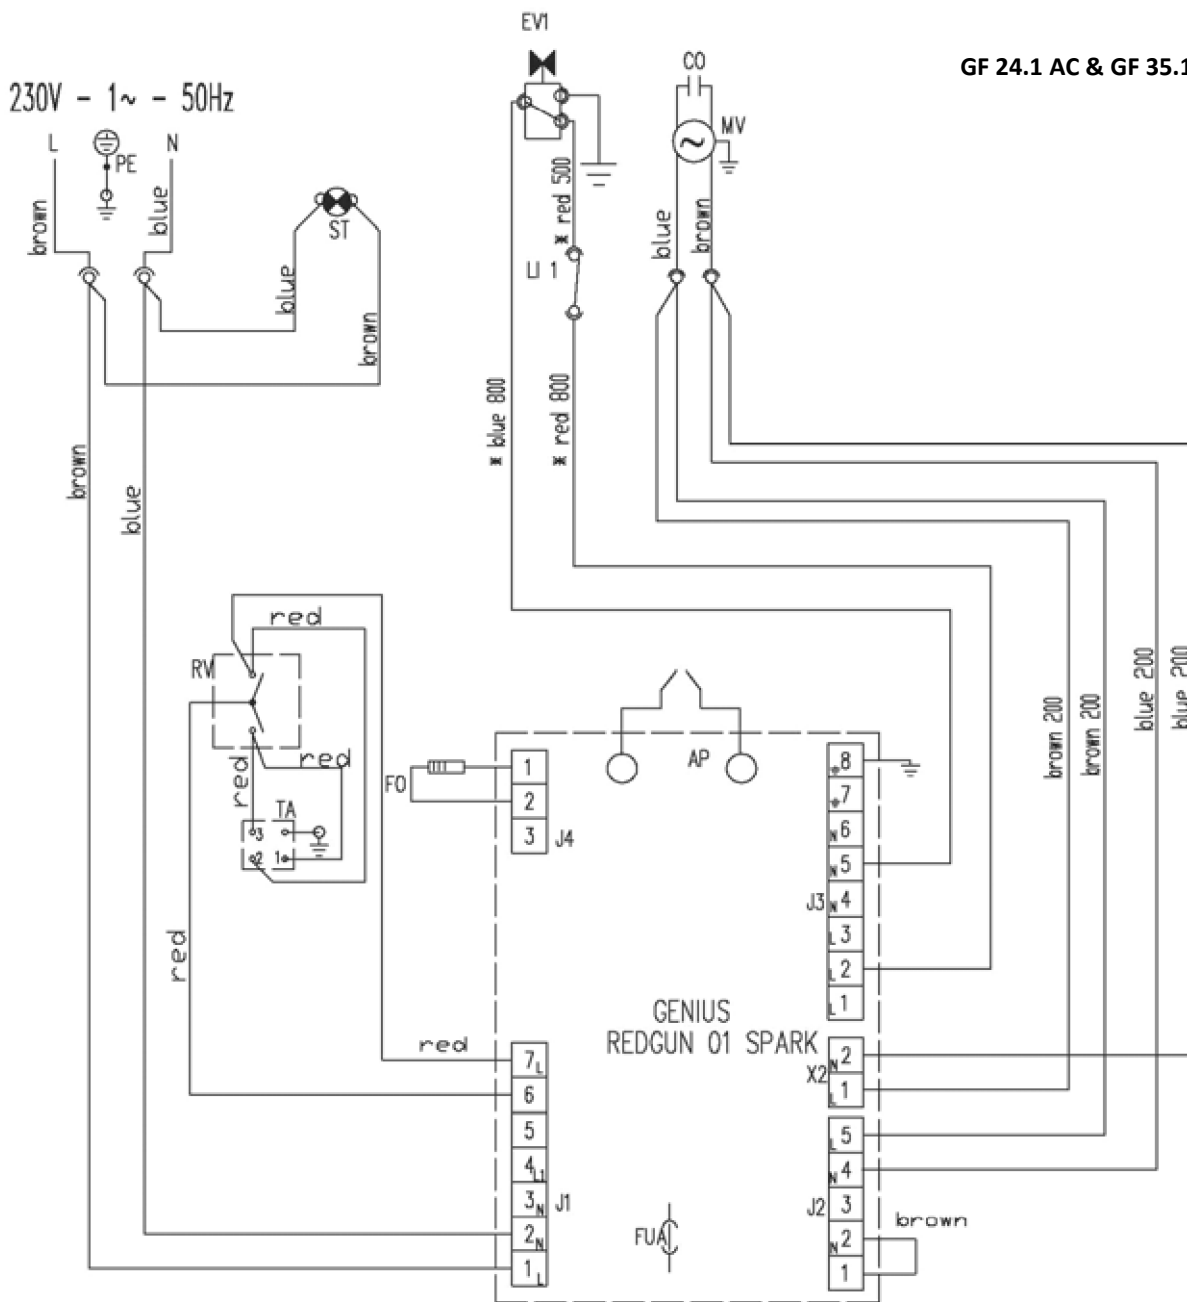 EV1
CO
GF 24.1 AC & GF 35.1
230V - 1~ - 50Hz
L
PE
N
MV
brown
blue
ST
* red 500
blue
brown
LI 1
blue
brown
* blue 800
* red 800
brown
blue
red
RV
red
red
TA
3
2
1
brown 200
brown 200
blue 200
blue 200
FO
1
2
3
J4
AP
8
7
N 6
N 5
J3
N 4
L 3
L 2
L 1
red
GENIUS
REDGUN 01 SPARK
red
7 L
6
5
4 L1
3 N
J1
2 N
1 L
X2
N 2
L 1
L 5
N 4
J2
3
N 2
1
brown
FUA